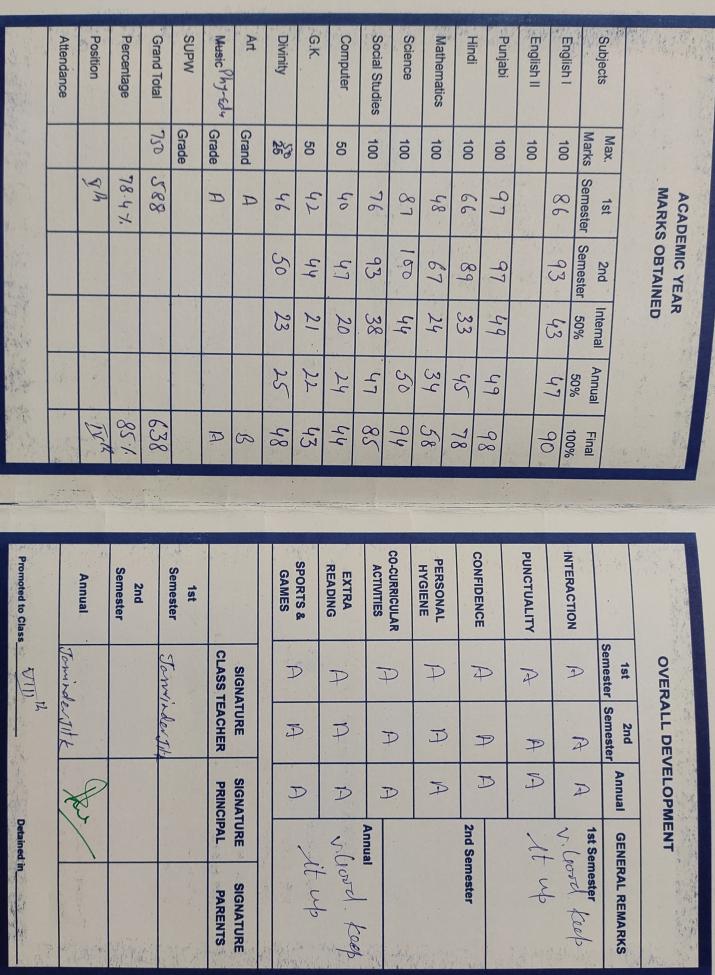 ACADEMIC YEAR
MARKS OBTAINED
Subjects Max. Marks 1st Semester 2nd Semester Internal 50% Annual 50% Final 100%
English I 100 86 93 43 47 90
English II 100
Punjabi 100 97 97 49 49 98
Hindi 100 66 89 33 45 78
Mathematics 100 48 67 24 34 58
Science 100 87 100 44 50 94
Social Studies 100 76 93 38 47 85
Computer 50 40 47 20 24 44
G.K. 50 42 44 21 22 43
Divinity 50 25 46 50 23 25 48
Art Grand A B
Music Phy-Edu Grade A A
SUPW Grade
Grand Total 750 588 638
Percentage 78.4% 85%
Position IVth
Attendance
OVERALL DEVELOPMENT
1st Semester 2nd Semester Annual GENERAL REMARKS
INTERACTION A A A
PUNCTUALITY A A A
CONFIDENCE A A A
PERSONAL HYGIENE A A A
CO-CURRICULAR ACTIVITIES A A A
EXTRA READING A A A
SPORTS & GAMES A A A
1st Semester
V. Good keep
it up
2nd Semester
Annual
V. Good. keep
it up
SIGNATURE CLASS TEACHER SIGNATURE PRINCIPAL SIGNATURE PARENTS
1st Semester
2nd Semester
Annual
Promoted to Class VIIIth Detained in